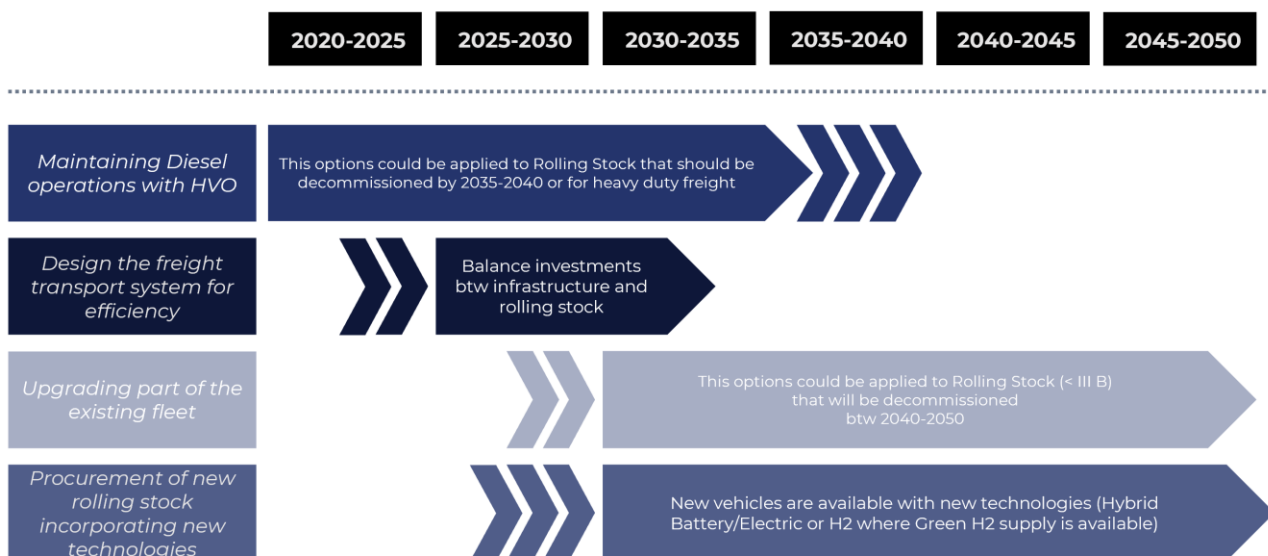 2020-2025
2025-2030
2030-2035
2035-2040
2040-2045
2045-2050
Maintaining Diesel
operations with HVO
This options could be applied to Rolling Stock that should be
decommissioned by 2035-2040 or for heavy duty freight
Design the freight
transport system for
efficiency
Balance investments
btw infrastructure and
rolling stock
Upgrading part of the
existing fleet
This options could be applied to Rolling Stock (< III B)
that will be decommissioned
btw 2040-2050
Procurement of new
rolling stock
incorporating new
technologies
New vehicles are available with new technologies (Hybrid
Battery/Electric or H2 where Green H2 supply is available)